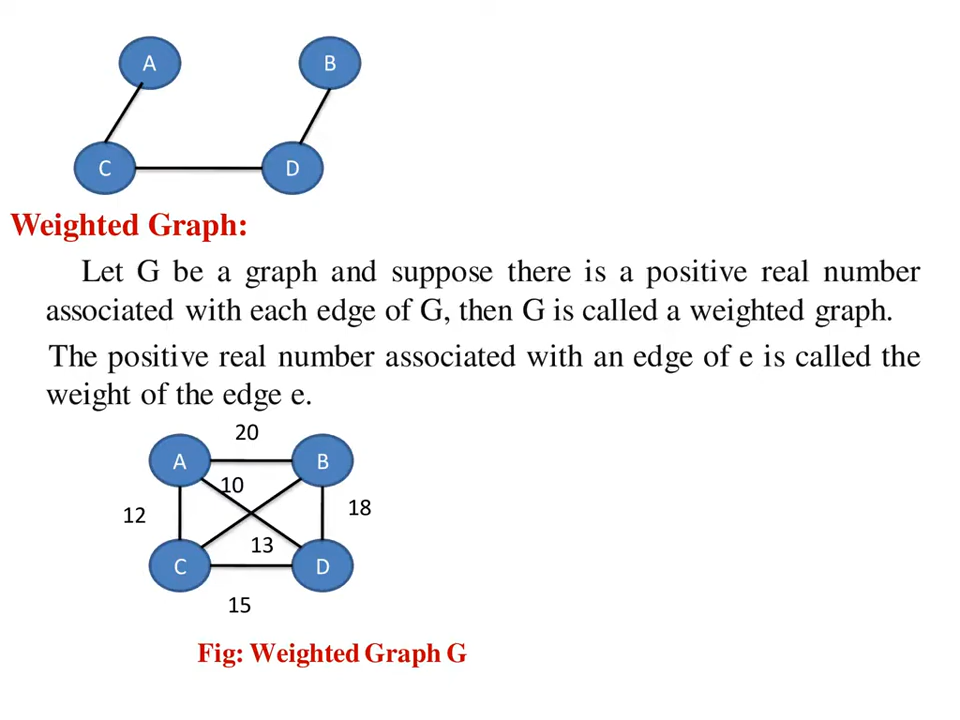 A B
C D
Weighted Graph:
Let G be a graph and suppose there is a positive real number
associated with each edge of G, then G is called a weighted graph.
The positive real number associated with an edge of e is called the
weight of the edge e.
20
A B
10
12 18
13
C D
15
Fig: Weighted Graph G